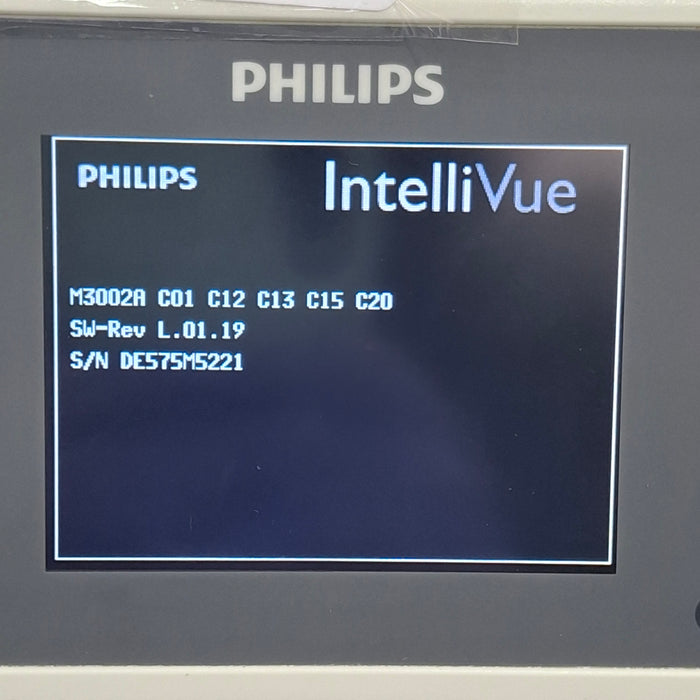 PHILIPS
PHILIPS IntelliVue
M3002A C01 C12 C13 C15 C20
SW-Rev L.01.19
S/N DE575M5221